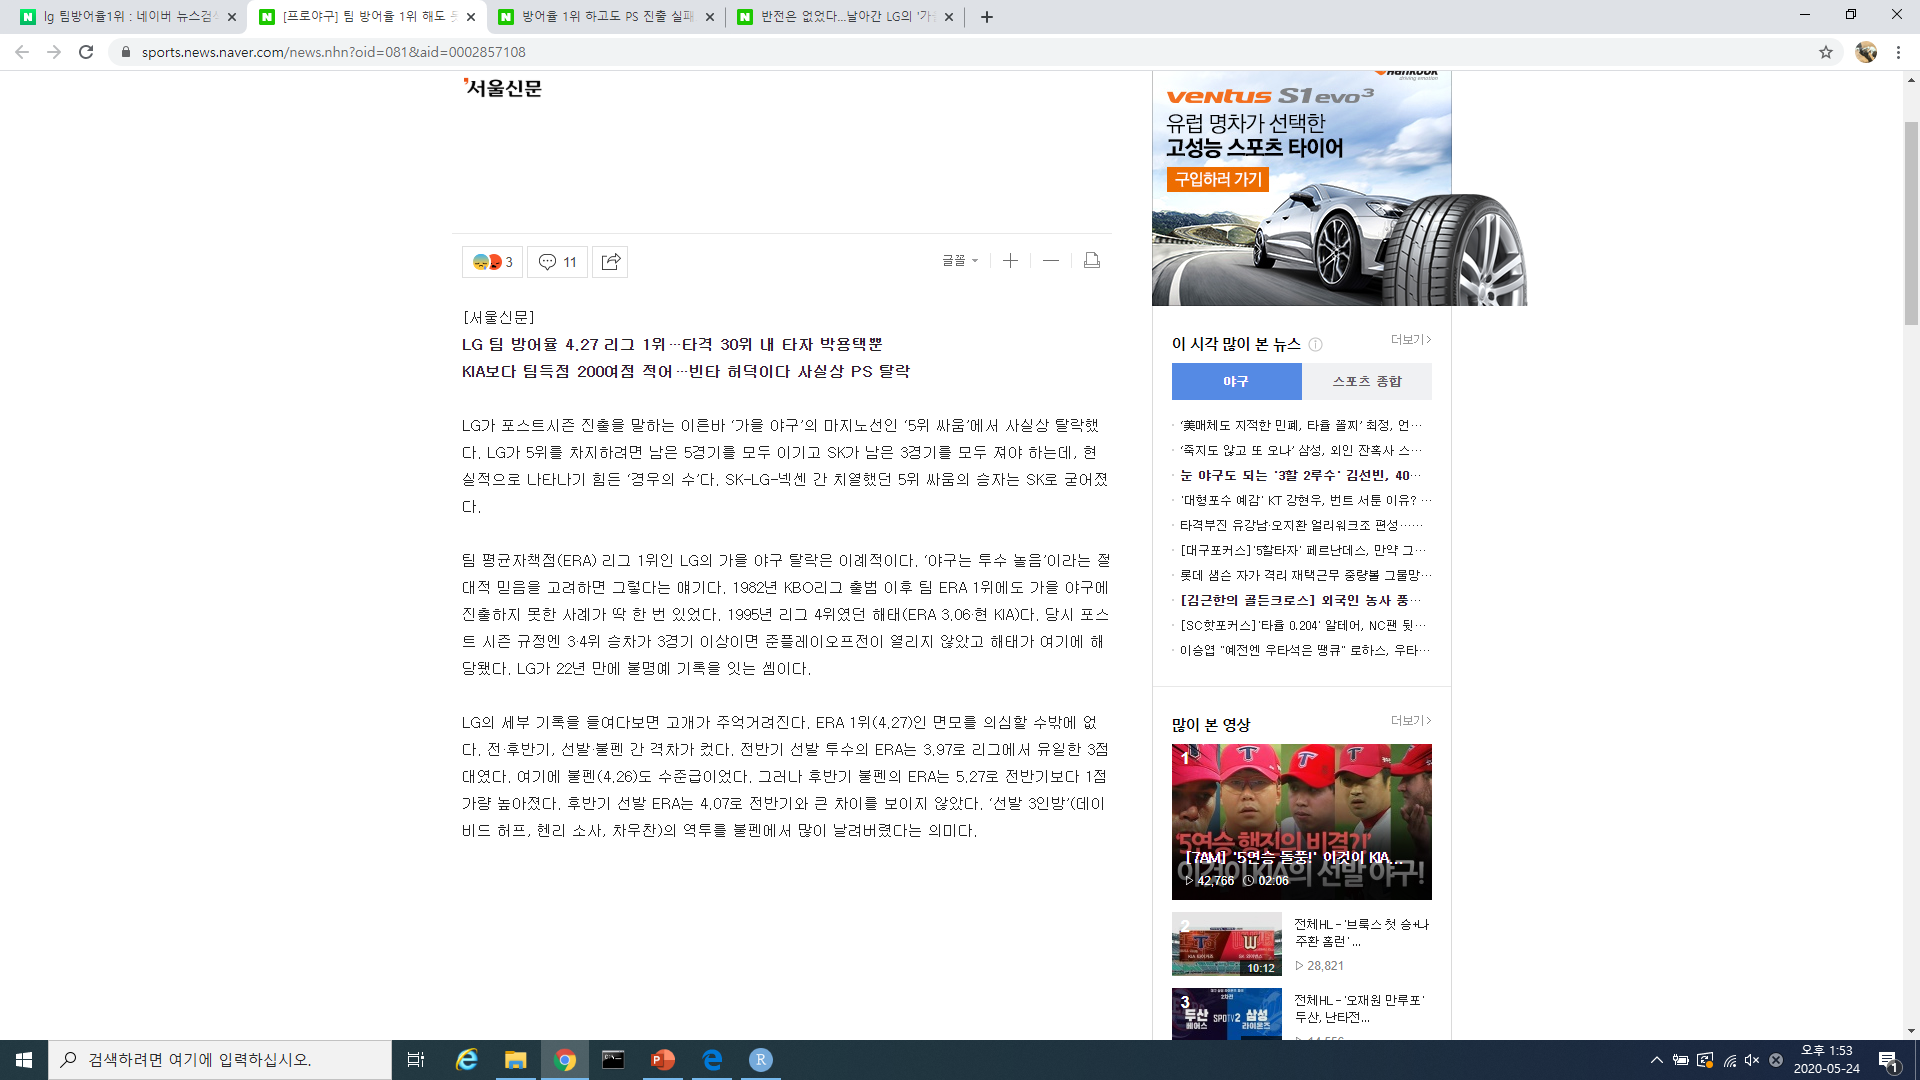 lg 팀방어율1위 : 네이버 뉴스검색
[프로야구] 팀 방어율 1위 해도 못
방어율 1위 하고도 PS 진출 실패
반전은 없었다...날아간 LG의 '가
sports.news.naver.com/news.nhn?oid=081&aid=0002857108
서울신문
3
11
글꼴
[서울신문]
LG 팀 방어율 4.27 리그 1위…타격 30위 내 타자 박용택뿐
KIA보다 팀득점 200여점 적어…빈타 허덕이다 사실상 PS 탈락
LG가 포스트시즌 진출을 말하는 이른바 ‘가을 야구’의 마지노선인 ‘5위 싸움’에서 사실상 탈락했
다. LG가 5위를 차지하려면 남은 5경기를 모두 이기고 SK가 남은 3경기를 모두 져야 하는데, 현
실적으로 나타나기 힘든 ‘경우의 수’다. SK-LG-넥센 간 치열했던 5위 싸움의 승자는 SK로 굳어졌
다.
팀 평균자책점(ERA) 리그 1위인 LG의 가을 야구 탈락은 이례적이다. ‘야구는 투수 놀음’이라는 절
대적 믿음을 고려하면 그렇다는 얘기다. 1982년 KBO리그 출범 이후 팀 ERA 1위에도 가을 야구에
진출하지 못한 사례가 딱 한 번 있었다. 1995년 리그 4위였던 해태(ERA 3.06·현 KIA)다. 당시 포스
트 시즌 규정엔 3·4위 승차가 3경기 이상이면 준플레이오프전이 열리지 않았고 해태가 여기에 해
당됐다. LG가 22년 만에 불명예 기록을 잇는 셈이다.
LG의 세부 기록을 들여다보면 고개가 주억거려진다. ERA 1위(4.27)인 면모를 의심할 수밖에 없
다. 전·후반기, 선발·불펜 간 격차가 컸다. 전반기 선발 투수의 ERA는 3.97로 리그에서 유일한 3점
대였다. 여기에 불펜(4.26)도 수준급이었다. 그러나 후반기 불펜의 ERA는 5.27로 전반기보다 1점
가량 높아졌다. 후반기 선발 ERA는 4.07로 전반기와 큰 차이를 보이지 않았다. ‘선발 3인방’(데이
비드 허프, 헨리 소사, 차우찬)의 역투를 불펜에서 많이 날려버렸다는 의미다.
Hankook
driving emotion
ventus S1 evo3
유럽 명차가 선택한
고성능 스포츠 타이어
구입하러 가기
이 시각 많이 본 뉴스
더보기
야구
스포츠 종합
‘美매체도 지적한 민폐, 타율 꼴찌’ 최정, 언…
‘죽지도 않고 또 오나’ 삼성, 외인 잔혹사 스…
눈 야구도 되는 '3할 2루수' 김선빈, 40…
'대형포수 예감' KT 강현우, 번트 서툰 이유? …
타격부진 유강남·오지환 얼리워크조 편성……
[대구포커스]'5할타자' 페르난데스, 만약 그…
롯데 샘슨 자가 격리 재택근무 중량볼 그물망…
[김근한의 골든크로스] 외국인 농사 풍…
[SC핫포커스]'타율 0.204' 알테어, NC팬 뒷…
이승엽 "예전엔 우타석은 땡큐" 로하스, 우타…
많이 본 영상
더보기
1
'5연승 행진의 비결?!'
[7AM] '5연승 돌풍!' 이것이 KIA...
이것이 KIA의 선발 야구!
42,766
02:06
2
10:12
전체HL - '브룩스 첫 승+나
주환 홈런' ...
28,821
3
두산
베어스
SPOTV2
삼성
라이온즈
전체HL - '오재원 만루포'
두산, 난타전...
검색하려면 여기에 입력하십시오.
오후 1:53
2020-05-24
1